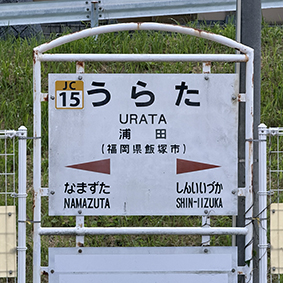 JC
15
うらた
URATA
浦田
(福岡県飯塚市)
なまずた
しんいいづか
NAMAZUTA
SHIN-IIZUKA